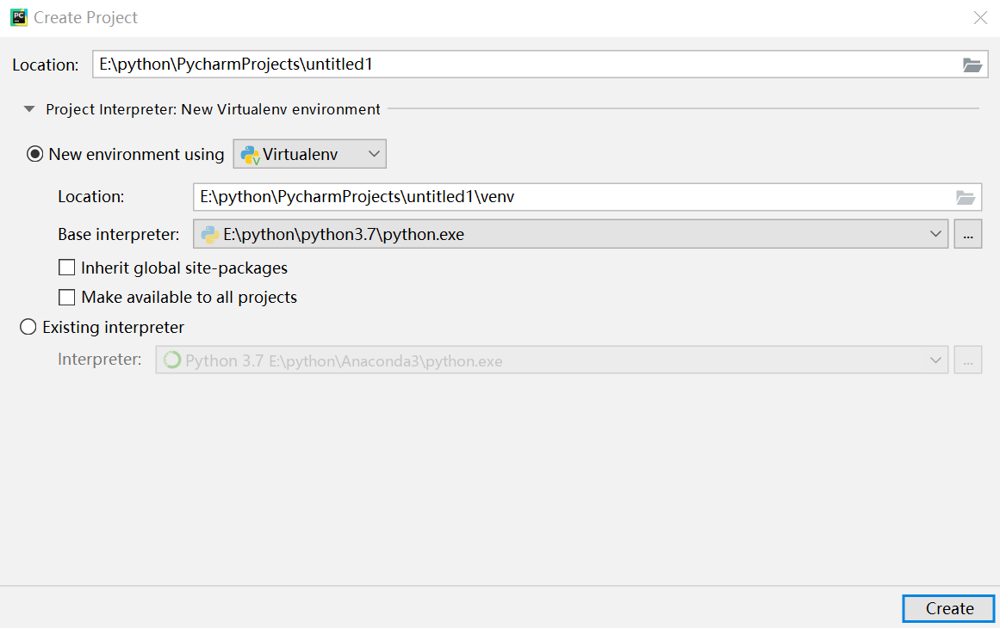 PC Create Project
Location: E:\python\PycharmProjects\untitled1
Project Interpreter: New Virtualenv environment
New environment using Virtualenv
Location: E:\python\PycharmProjects\untitled1\venv
Base interpreter: E:\python\python3.7\python.exe ...
Inherit global site-packages
Make available to all projects
Existing interpreter
Interpreter: Python 3.7 E:\python\Anaconda3\python.exe ...
Create